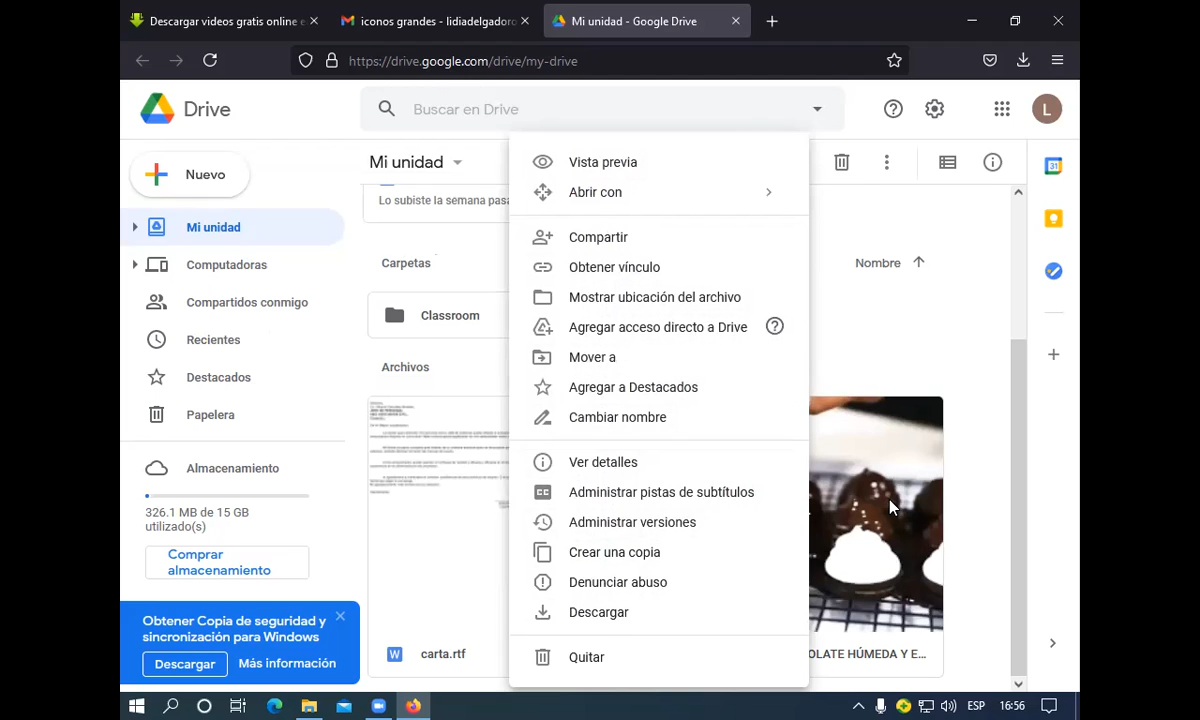 Descargar videos gratis online e
iconos grandes - lidiadelgadoro
Mi unidad - Google Drive
https://drive.google.com/drive/my-drive
Drive
Buscar en Drive
L
Nuevo
Mi unidad
Computadoras
Compartidos conmigo
Recientes
Destacados
Papelera
Almacenamiento
326.1 MB de 15 GB
utilizado(s)
Comprar
almacenamiento
Obtener Copia de seguridad y
sincronización para Windows
Descargar
Más información
Mi unidad
Lo subiste la semana pasa
Carpetas
Nombre
Classroom
Archivos
carta.rtf
OLATE HÚMEDA Y E...
Vista previa
Abrir con
Compartir
Obtener vínculo
Mostrar ubicación del archivo
Agregar acceso directo a Drive
Mover a
Agregar a Destacados
Cambiar nombre
Ver detalles
CC
Administrar pistas de subtítulos
Administrar versiones
Crear una copia
Denunciar abuso
Descargar
Quitar
31
W
ESP
16:56